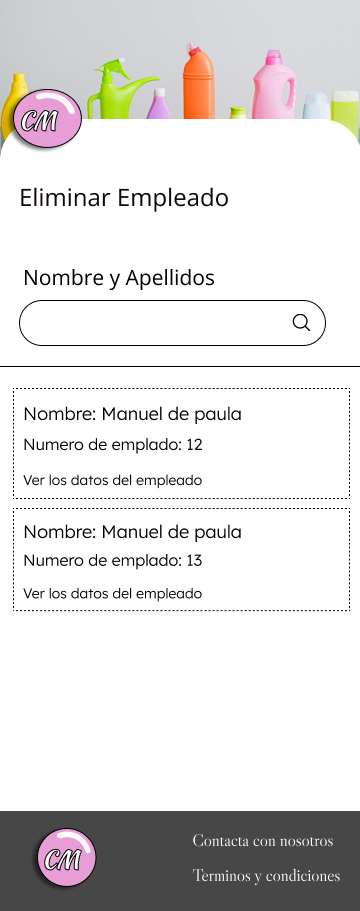 CM
Eliminar Empleado
Nombre y Apellidos
Nombre: Manuel de paula
Numero de emplado: 12
Ver los datos del empleado
Nombre: Manuel de paula
Numero de emplado: 13
Ver los datos del empleado
CM
Contacta con nosotros
Terminos y condiciones